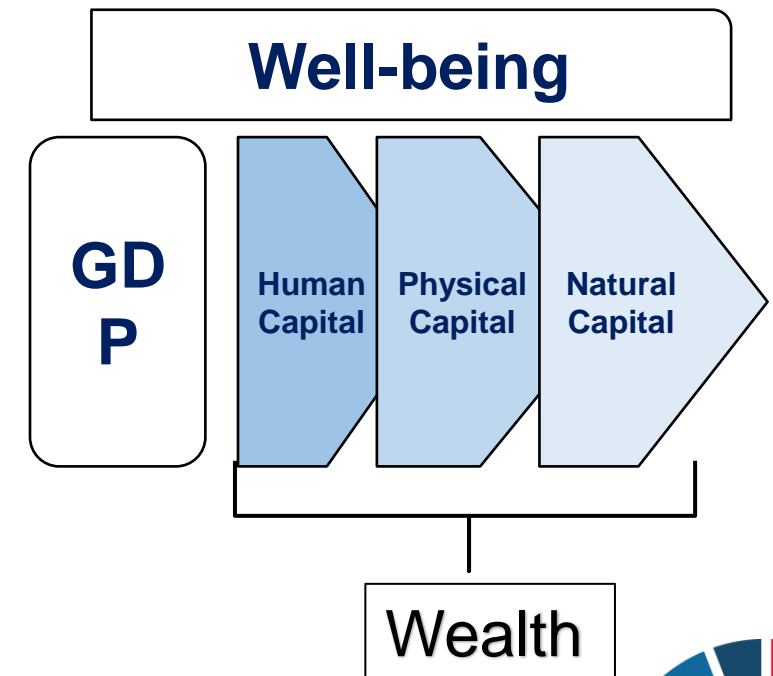 Well-being
GD
P
Human
Capital
Physical
Capital
Natural
Capital
Wealth